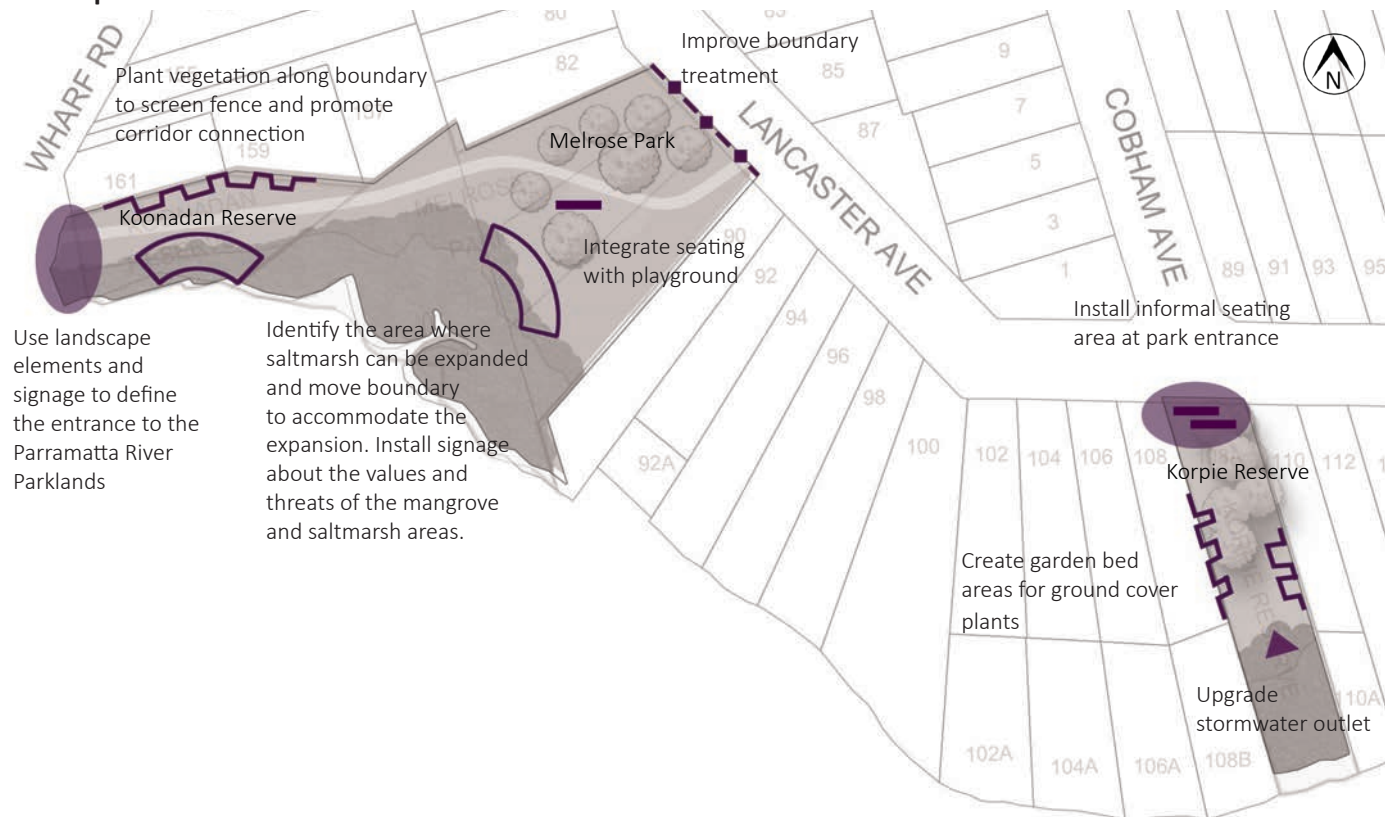 WHARF RD
Plant vegetation along boundary
to screen fence and promote
corridor connection
80
82
Improve boundary
treatment
85
87
9
7
5
3
1
N
LANCASTER AVE
COBHAM AVE
159
161
Melrose Park
Koonadan Reserve
Integrate seating
with playground
90
92
94
96
98
100
92A
89
91
93
95
Install informal seating
area at park entrance
Use landscape
elements and
signage to define
the entrance to the
Parramatta River
Parklands
Identify the area where
saltmarsh can be expanded
and move boundary
to accommodate the
expansion. Install signage
about the values and
threats of the mangrove
and saltmarsh areas.
102
104
106
108
110
112
Korpie Reserve
Create garden bed
areas for ground cover
plants
Upgrade
stormwater outlet
102A
104A
106A
108B
110A